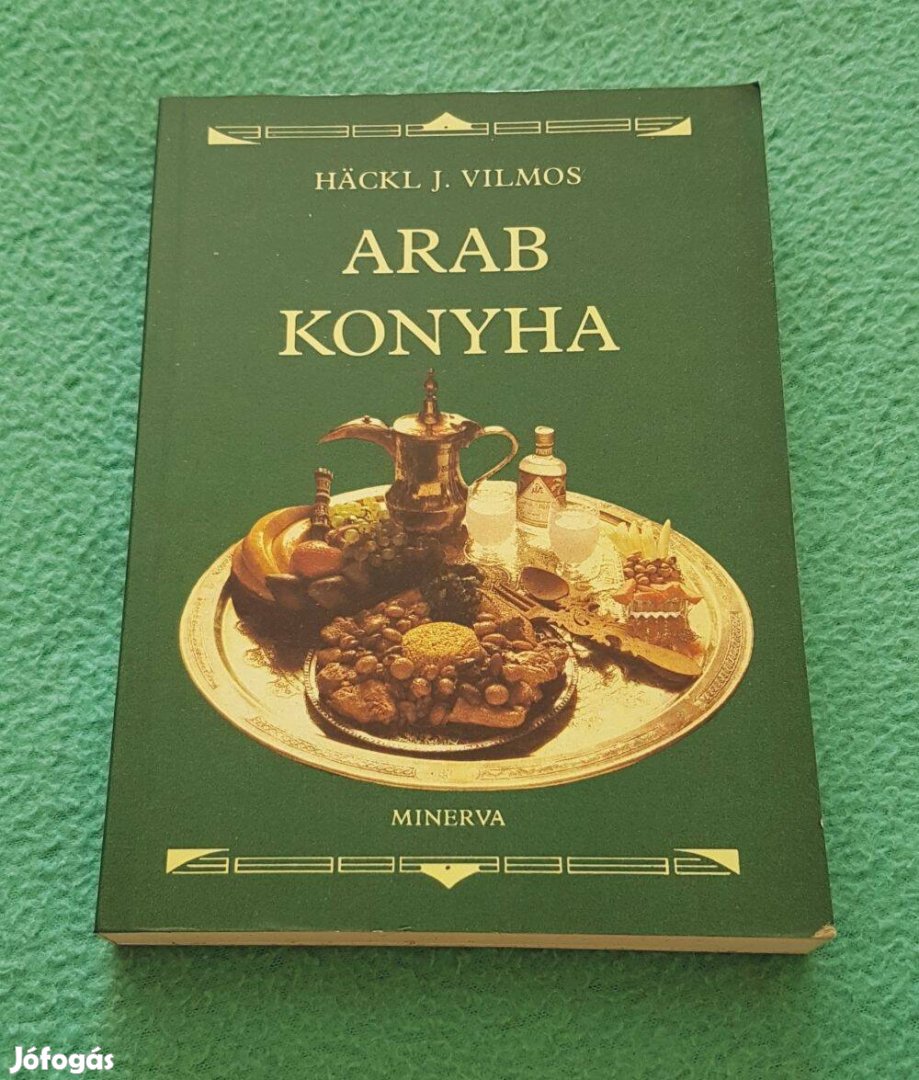 HÄCKL J. VILMOS
ARAB
KONYHA
MINERVA
Jófogás